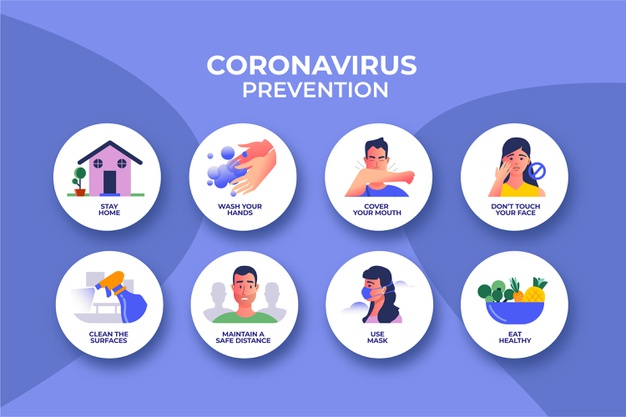 CORONAVIRUS
PREVENTION
STAY
HOME
WASH YOUR
HANDS
COVER
YOUR MOUTH
DON'T TOUCH
YOUR FACE
CLEAN THE
SURFACES
MAINTAIN A
SAFE DISTANCE
USE
MASK
EAT
HEALTHY